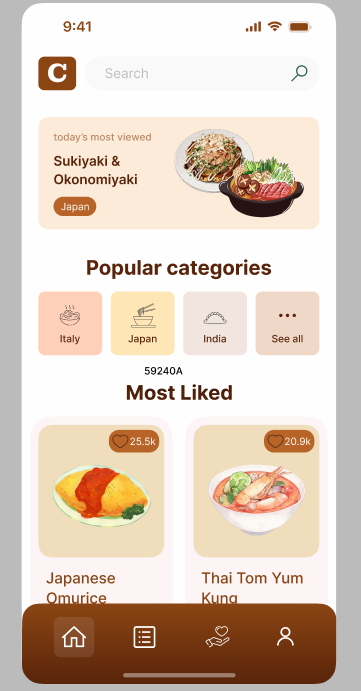 9:41
C
Search
today's most viewed
Sukiyaki &
Okonomiyaki
Japan
Popular categories
Italy
Japan
India
See all
59240A
Most Liked
25.5k
20.9k
Japanese
Omurice
Thai Tom Yum
Kung